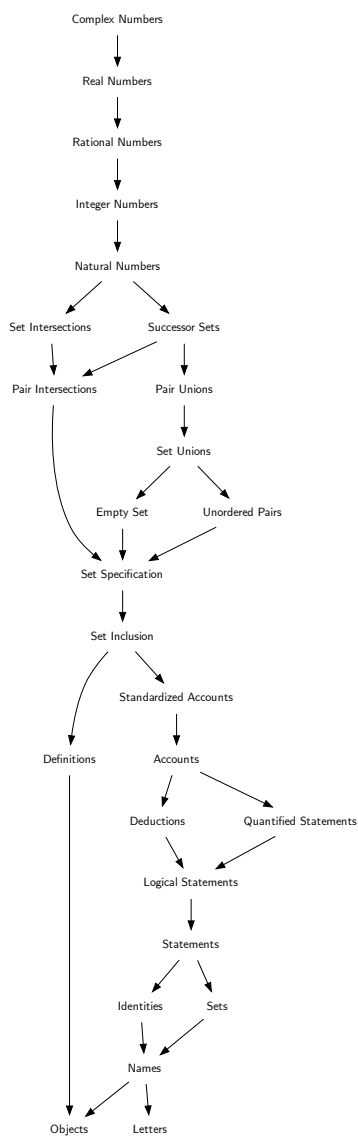 Complex Numbers
Real Numbers
Rational Numbers
Integer Numbers
Natural Numbers
Set Intersections
Successor Sets
Pair Intersections
Pair Unions
Set Unions
Empty Set
Unordered Pairs
Set Specification
Set Inclusion
Standardized Accounts
Definitions
Accounts
Deductions
Quantified Statements
Logical Statements
Statements
Identities
Sets
Names
Objects
Letters